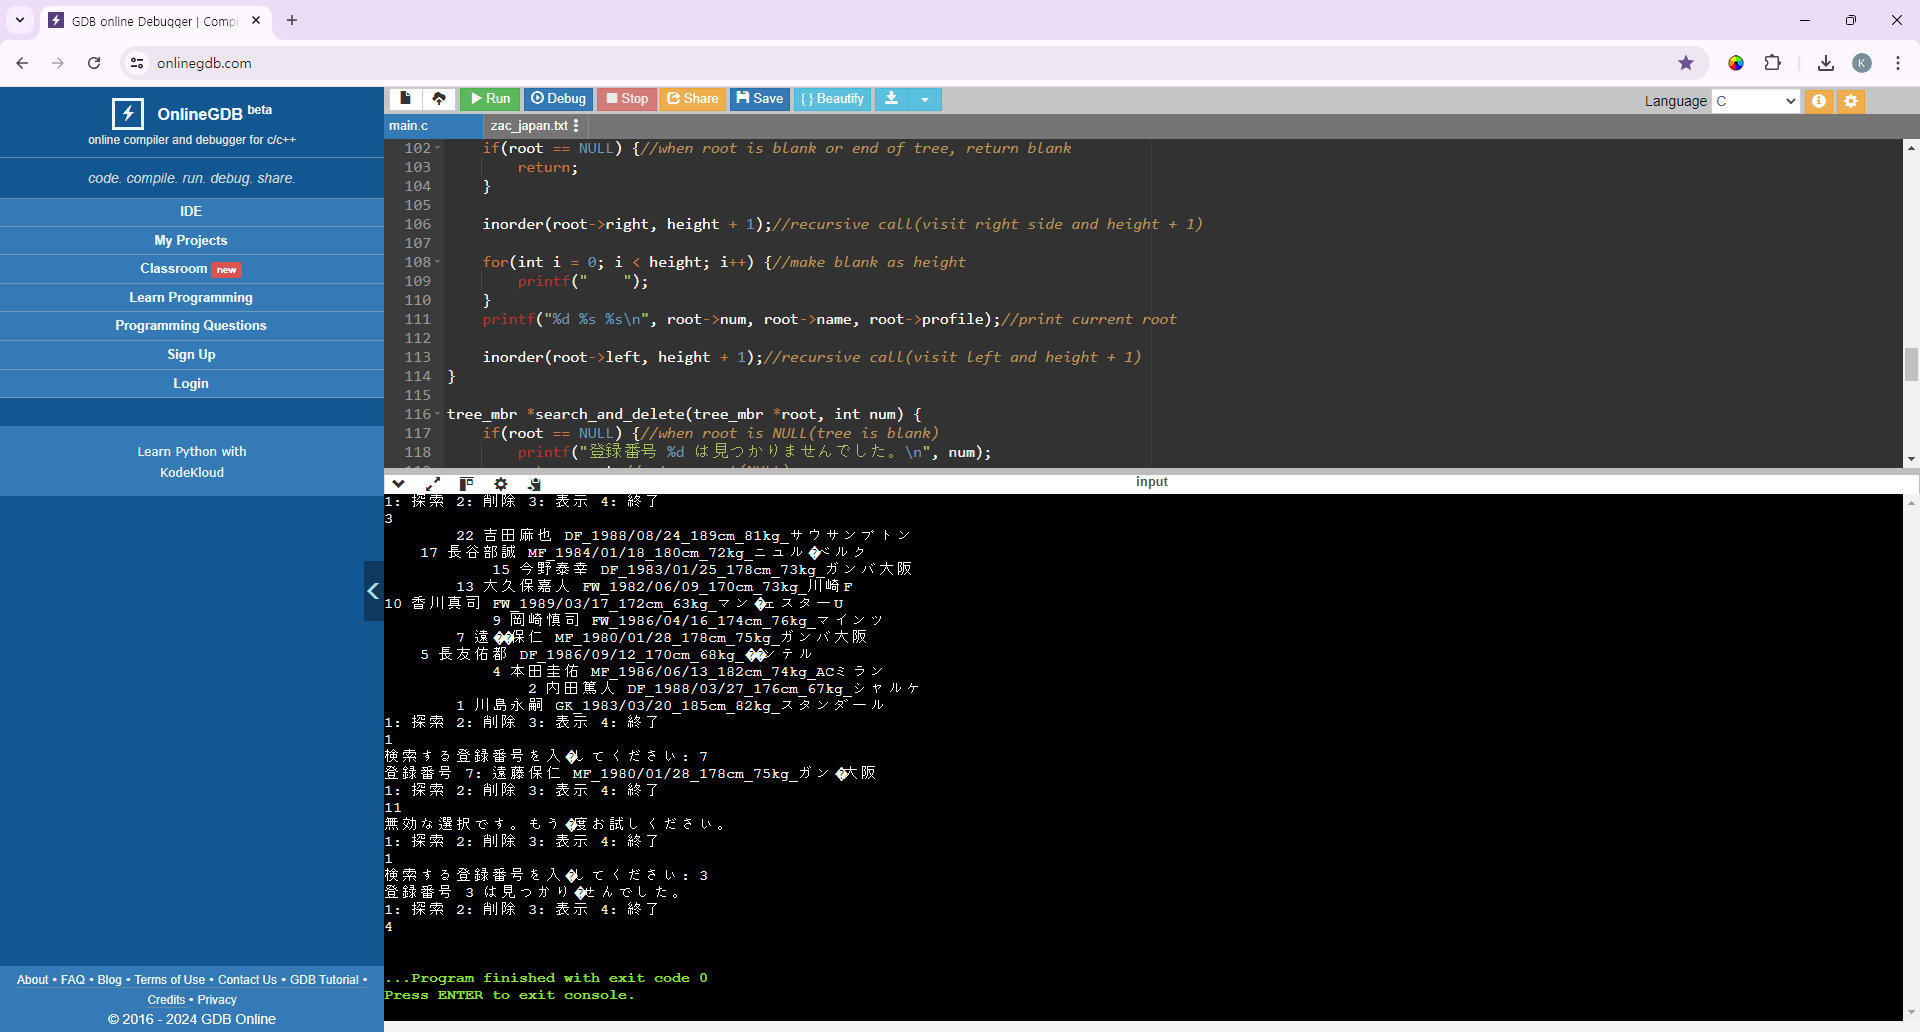 GDB online Debugger | Comp
onlinegdb.com
K
OnlineGDB beta
online compiler and debugger for c/c++
code. compile. run. debug. share.
IDE
My Projects
Classroom new
Learn Programming
Programming Questions
Sign Up
Login
Learn Python with
KodeKloud
About • FAQ • Blog • Terms of Use • Contact Us • GDB Tutorial •
Credits • Privacy
© 2016 - 2024 GDB Online
Run Debug Stop Share Save {} Beautify
Language C
main.c zac_japan.txt
102 if(root == NULL) {//when root is blank or end of tree, return blank
103 return;
104 }
105
106 inorder(root->right, height + 1);//recursive call(visit right side and height + 1)
107
108 for(int i = 0; i < height; i++) {//make blank as height
109 printf("    ");
110 }
111 printf("%d %s %s\n", root->num, root->name, root->profile);//print current root
112
113 inorder(root->left, height + 1);//recursive call(visit left and height + 1)
114 }
115
116 tree_mbr *search_and_delete(tree_mbr *root, int num) {
117 if(root == NULL) {//when root is NULL(tree is blank)
118 printf("登録番号 %d は見つかりませんでした。\n", num);
input
1: 探索 2: 削除 3: 表示 4: 終了
3
22 吉田麻也 DF_1988/08/24_189cm_81kg_サウサンプトン
17 長谷部誠 MF_1984/01/18_180cm_72kg_ニュル�ベルク
15 今野泰幸 DF_1983/01/25_178cm_73kg_ガンバ大阪
13 大久保嘉人 FW_1982/06/09_170cm_73kg_川崎F
10 香川真司 FW_1989/03/17_172cm_63kg_マン�ェスターU
9 岡崎慎司 FW_1986/04/16_174cm_76kg_マインツ
7 遠��保仁 MF_1980/01/28_178cm_75kg_ガンバ大阪
5 長友佑都 DF_1986/09/12_170cm_68kg_��ンテル
4 本田圭佑 MF_1986/06/13_182cm_74kg_ACミラン
2 内田篤人 DF_1988/03/27_176cm_67kg_シャルケ
1 川島永嗣 GK_1983/03/20_185cm_82kg_スタンダール
1: 探索 2: 削除 3: 表示 4: 終了
1
検索する登録番号を入�してください: 7
登録番号 7: 遠藤保仁 MF_1980/01/28_178cm_75kg_ガン�大阪
1: 探索 2: 削除 3: 表示 4: 終了
11
無効な選択です。もう�度お試しください。
1: 探索 2: 削除 3: 表示 4: 終了
1
検索する登録番号を入�してください: 3
登録番号 3 は見つかり�せんでした。
1: 探索 2: 削除 3: 表示 4: 終了
4
...Program finished with exit code 0
Press ENTER to exit console.